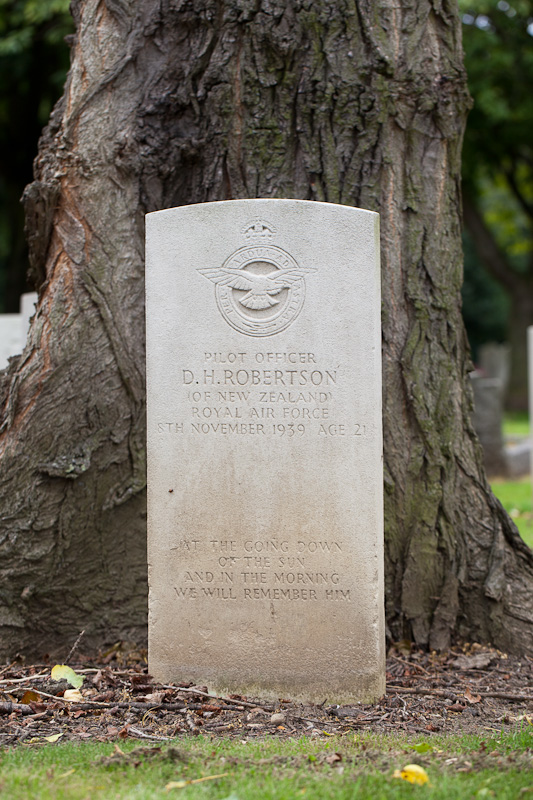 PILOT OFFICER
D. H. ROBERTSON
(OF NEW ZEALAND)
ROYAL AIR FORCE
8TH NOVEMBER 1939 AGE 21
AT THE GOING DOWN
OF THE SUN
AND IN THE MORNING
WE WILL REMEMBER HIM